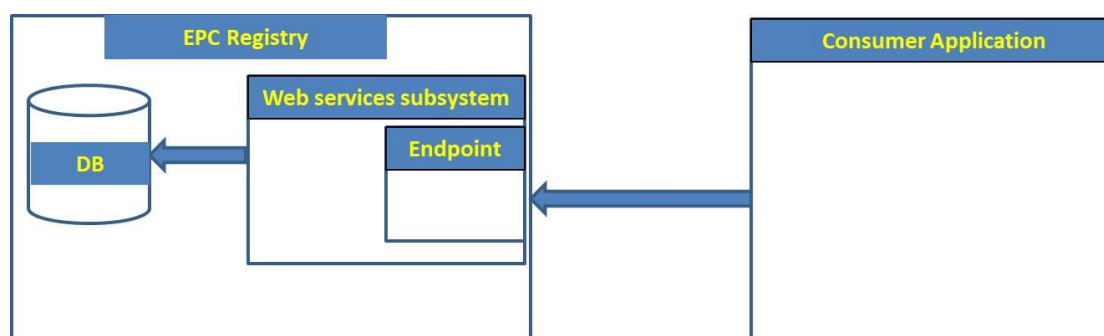 EPC Registry
Consumer Application
Web services subsystem
Endpoint
DB